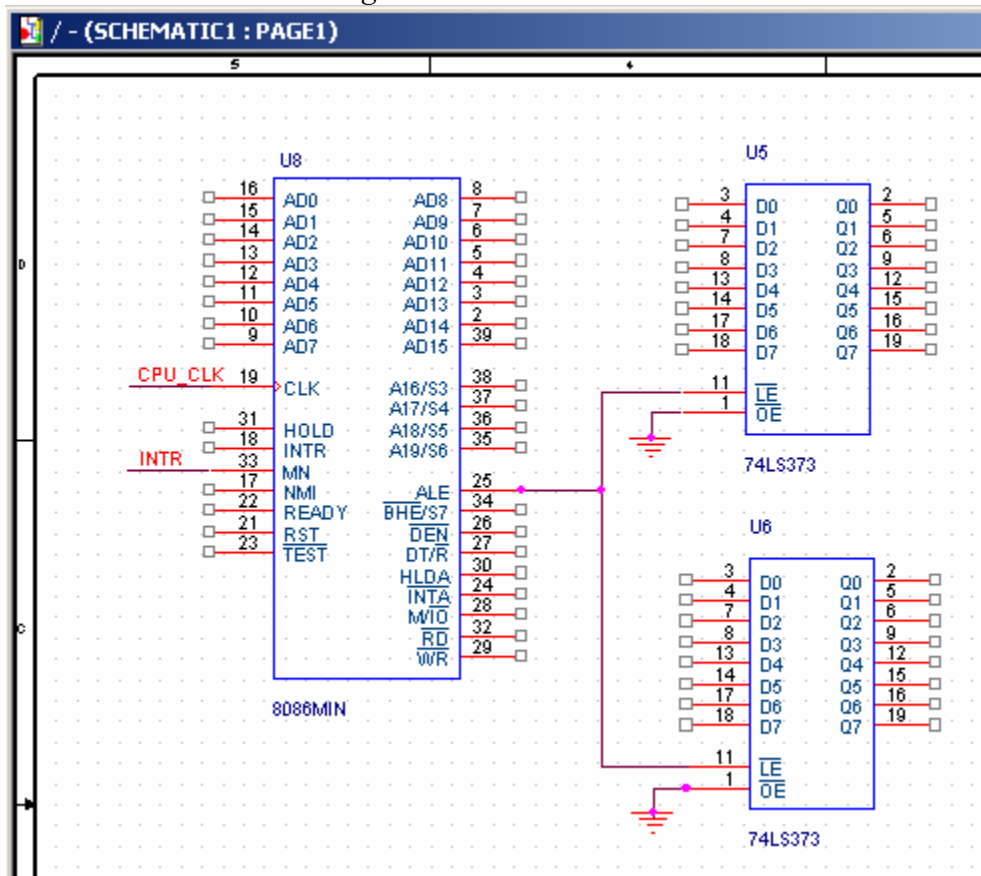 / - (SCHEMATIC1 : PAGE1)
5 4
D
C
U8
16 AD0 AD8 8
15 AD1 AD9 7
14 AD2 AD10 6
13 AD3 AD11 5
12 AD4 AD12 4
11 AD5 AD13 3
10 AD6 AD14 2
9 AD7 AD15 39
CPU_CLK 19 CLK A16/S3 38
A17/S4 37
31 HOLD A18/S5 36
18 INTR A19/S6 35
INTR 33 MN
17 NMI ALE 25
22 READY BHE/S7 34
21 RST DEN 26
23 TEST DT/R 27
HLDA 30
INTA 24
M/IO 28
RD 32
WR 29
8086MIN
U5
3 D0 Q0 2
4 D1 Q1 5
7 D2 Q2 6
8 D3 Q3 9
13 D4 Q4 12
14 D5 Q5 15
17 D6 Q6 16
18 D7 Q7 19
11 LE
1 OE
74LS373
U6
3 D0 Q0 2
4 D1 Q1 5
7 D2 Q2 6
8 D3 Q3 9
13 D4 Q4 12
14 D5 Q5 15
17 D6 Q6 16
18 D7 Q7 19
11 LE
1 OE
74LS373